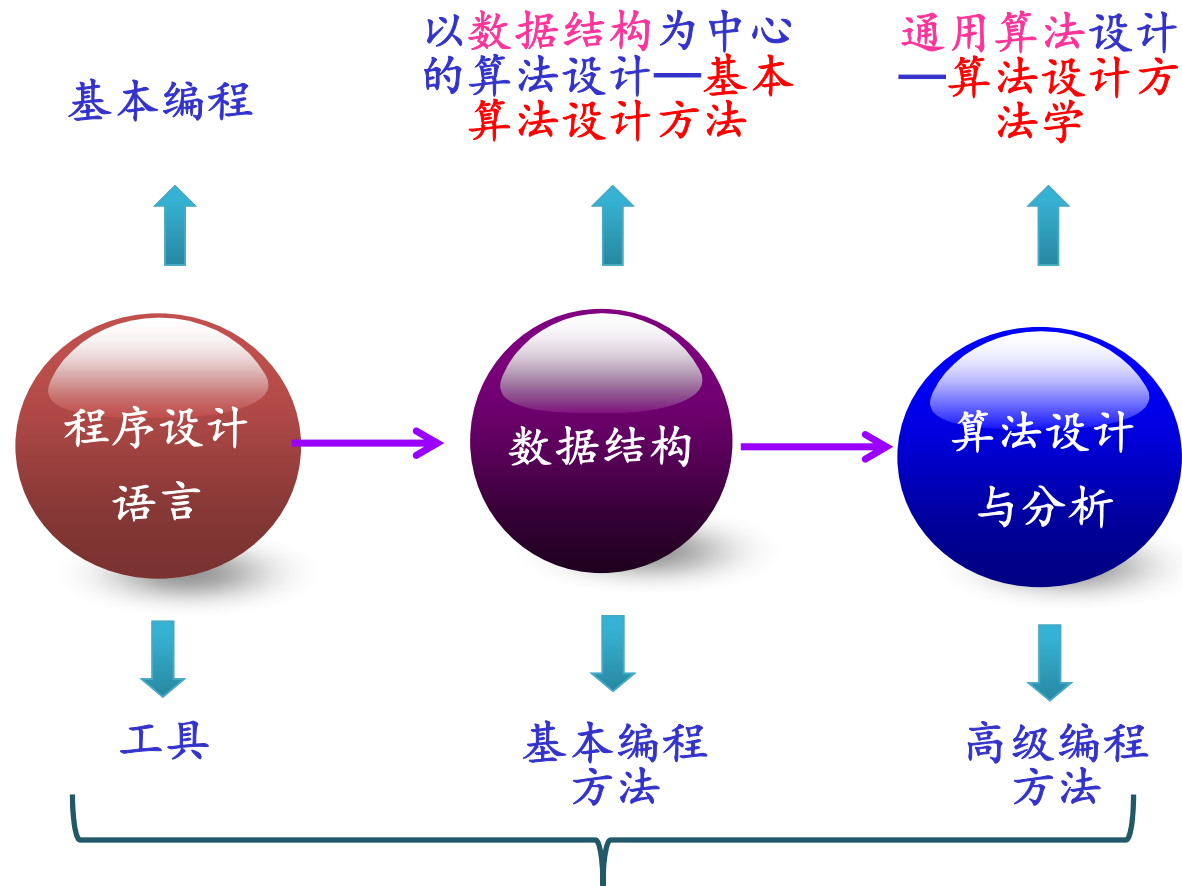 基本编程
以数据结构为中心
的算法设计—基本
算法设计方法
通用算法设计
—算法设计方
法学
程序设计
语言
数据结构
算法设计
与分析
工具
基本编程
方法
高级编程
方法